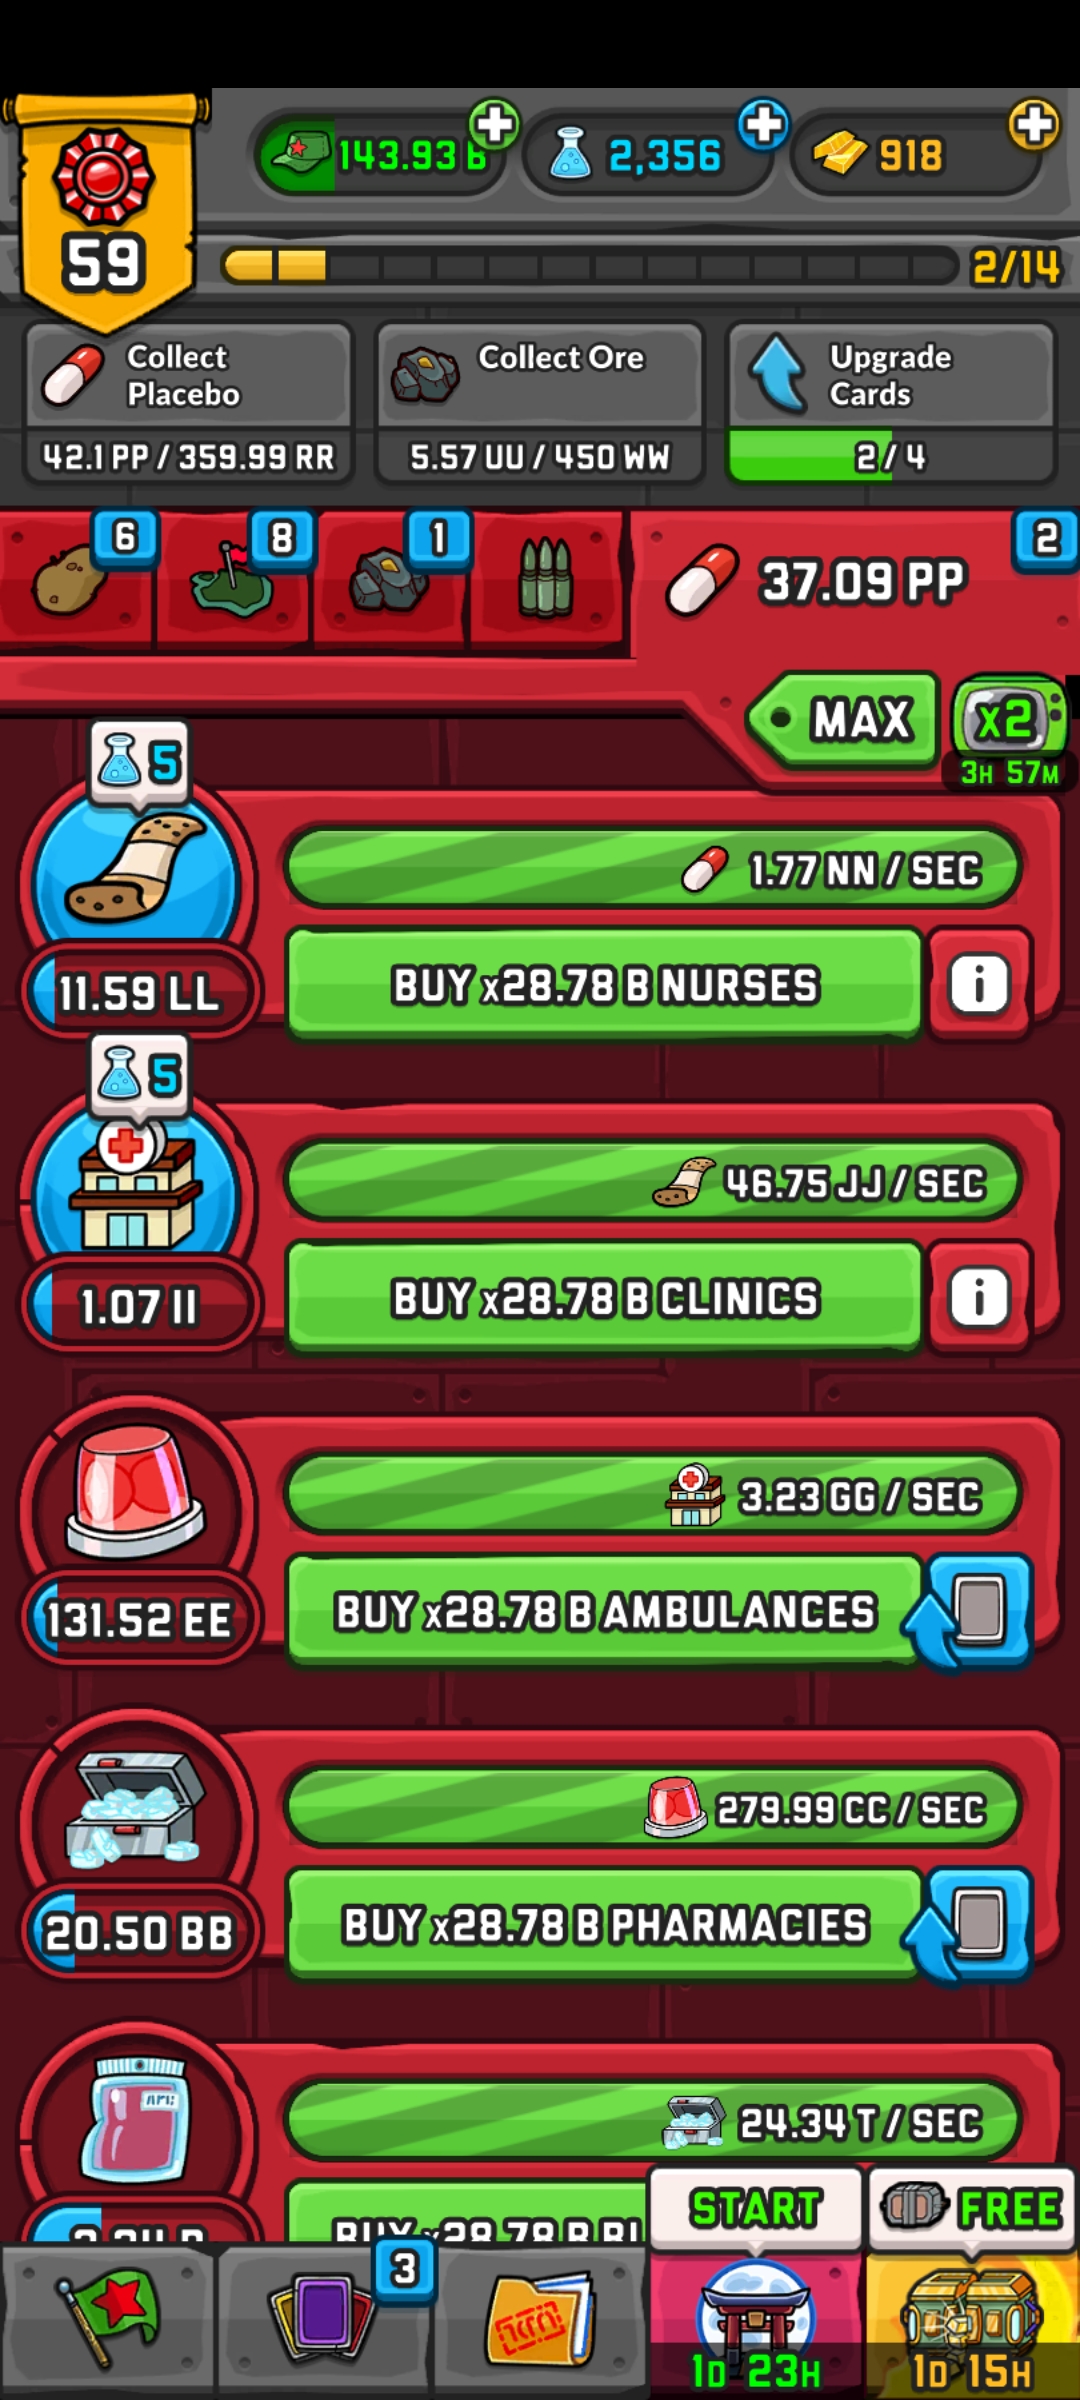 59
143.93 B
2,356
918
2/14
Collect
Placebo
42.1 PP / 359.99 RR
Collect Ore
5.57 UU / 450 WW
Upgrade
Cards
2 / 4
6
8
1
2
37.09 PP
MAX
x2
3H 57M
5
1.77 NN / SEC
11.59 LL
BUY x28.78 B NURSES
i
5
46.75 JJ / SEC
1.07 II
BUY x28.78 B CLINICS
i
3.23 GG / SEC
131.52 EE
BUY x28.78 B AMBULANCES
279.99 CC / SEC
20.50 BB
BUY x28.78 B PHARMACIES
24.34 T / SEC
BUY x28.78 B
START
FREE
3
1D 23H
1D 15H